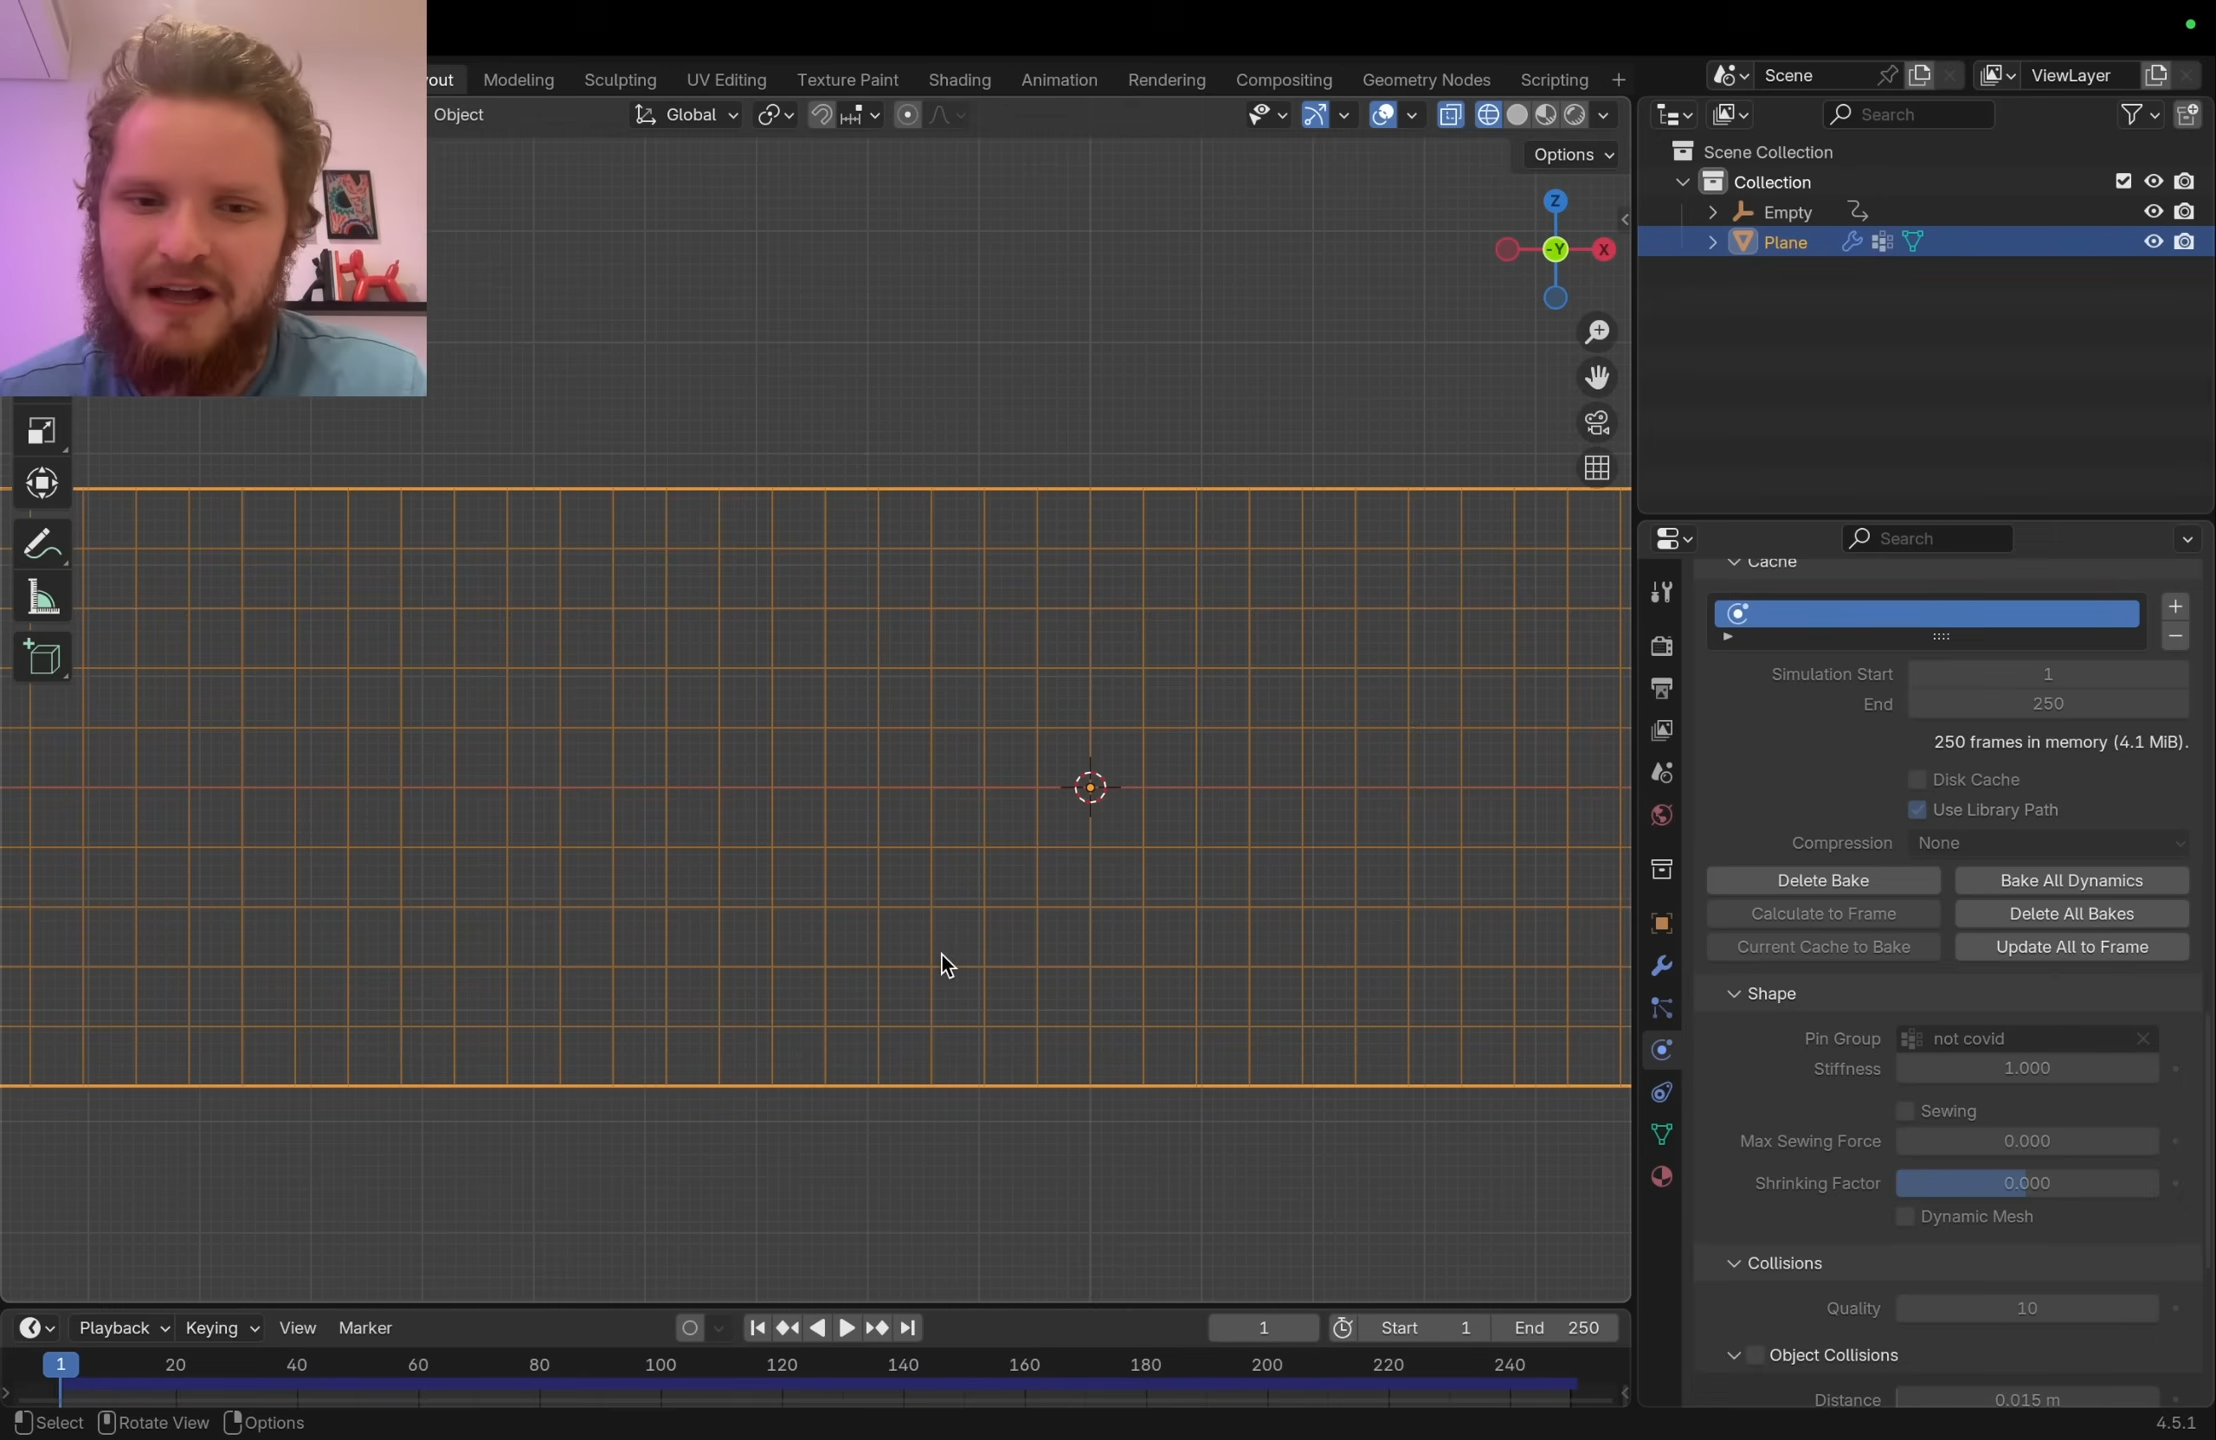 out Modeling Sculpting UV Editing Texture Paint Shading Animation Rendering Compositing Geometry Nodes Scripting +
Scene
ViewLayer
Object
Global
Search
Options
Scene Collection
Collection
Empty
Plane
Z
-Y
X
Search
Cache
Simulation Start 1
End 250
250 frames in memory (4.1 MiB).
Disk Cache
Use Library Path
Compression None
Delete Bake Bake All Dynamics
Calculate to Frame Delete All Bakes
Current Cache to Bake Update All to Frame
Shape
Pin Group not covid
Stiffness 1.000
Sewing
Max Sewing Force 0.000
Shrinking Factor 0.000
Dynamic Mesh
Collisions
Quality 10
Object Collisions
Distance 0.015 m
Playback Keying View Marker
1 Start 1 End 250
1 20 40 60 80 100 120 140 160 180 200 220 240
Select Rotate View Options
4.5.1